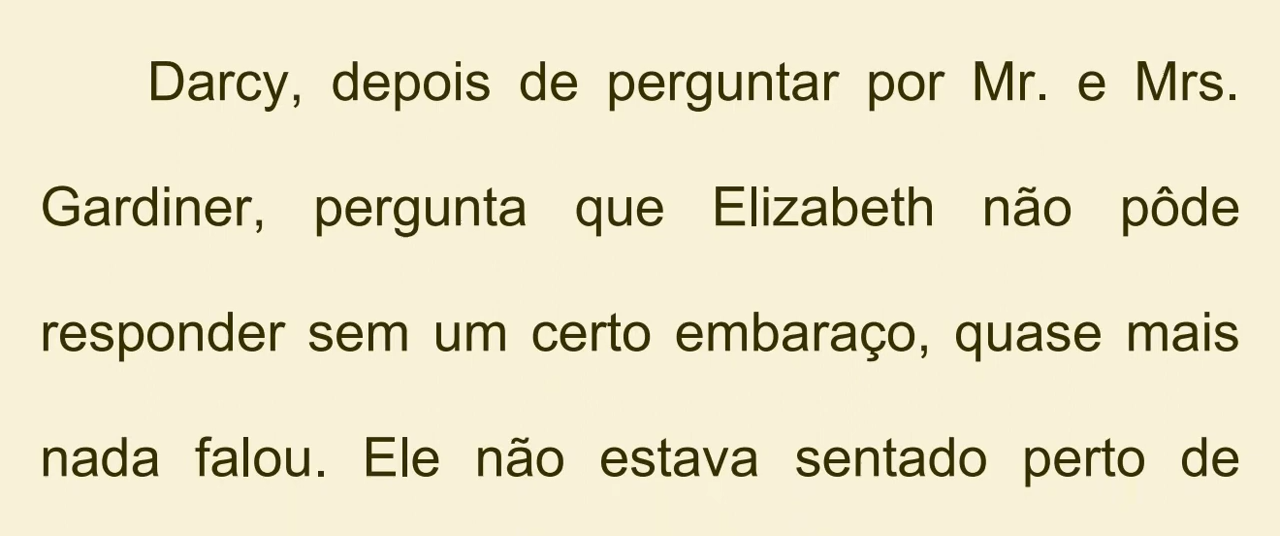 Darcy, depois de perguntar por Mr. e Mrs.
Gardiner, pergunta que Elizabeth não pôde
responder sem um certo embaraço, quase mais
nada falou. Ele não estava sentado perto de